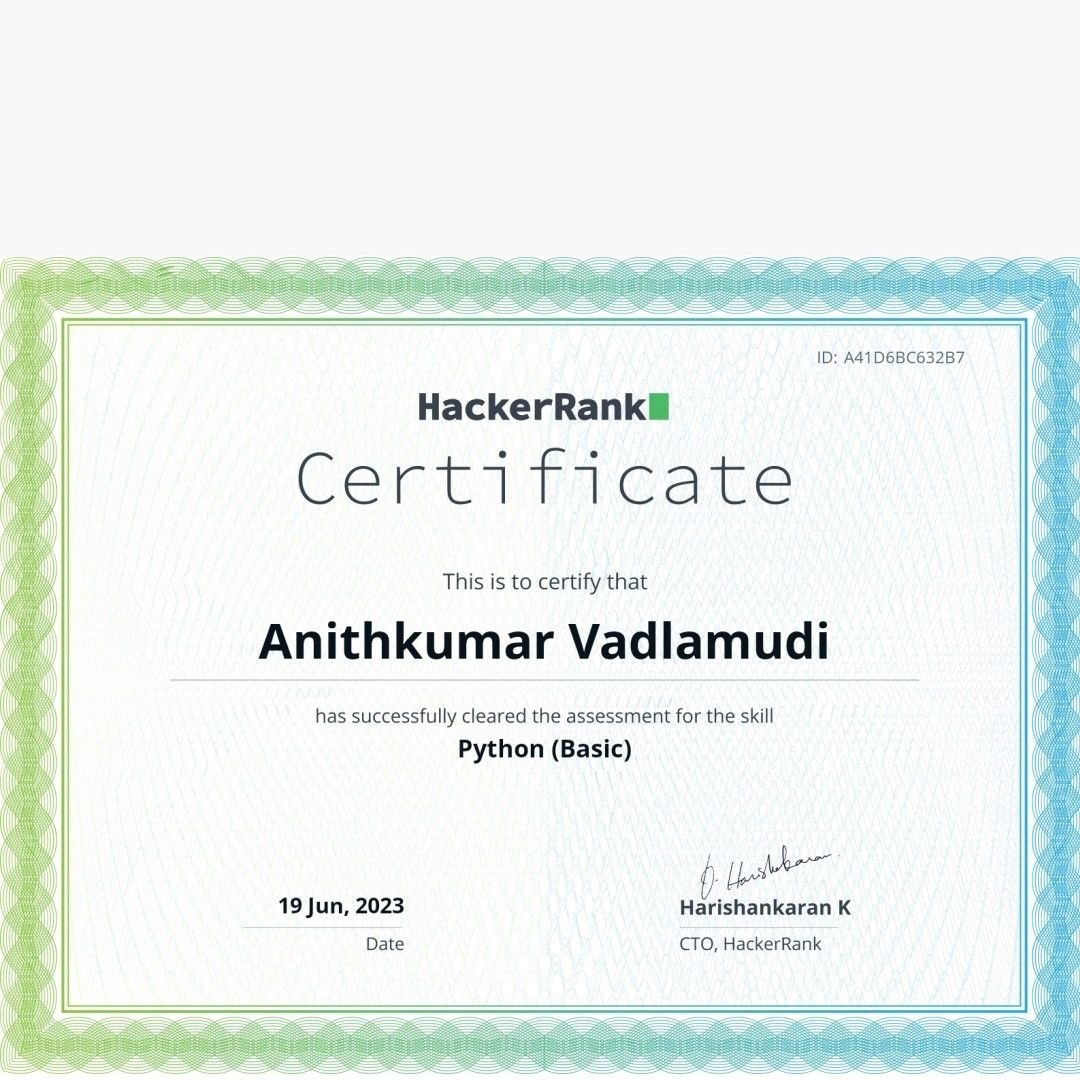 ID: A41D6BC632B7
HackerRank
Certificate
This is to certify that
Anithkumar Vadlamudi
has successfully cleared the assessment for the skill
Python (Basic)
19 Jun, 2023
Date
Harishankaran K
CTO, HackerRank